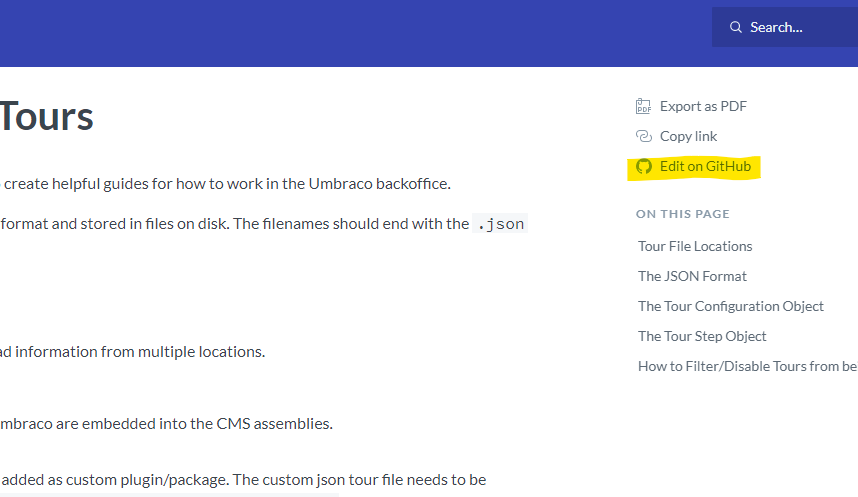 Search...
Tours
create helpful guides for how to work in the Umbraco backoffice.
format and stored in files on disk. The filenames should end with the .json
ad information from multiple locations.
mbraco are embedded into the CMS assemblies.
added as custom plugin/package. The custom json tour file needs to be
PDF Export as PDF
Copy link
Edit on GitHub
ON THIS PAGE
Tour File Locations
The JSON Format
The Tour Configuration Object
The Tour Step Object
How to Filter/Disable Tours from be